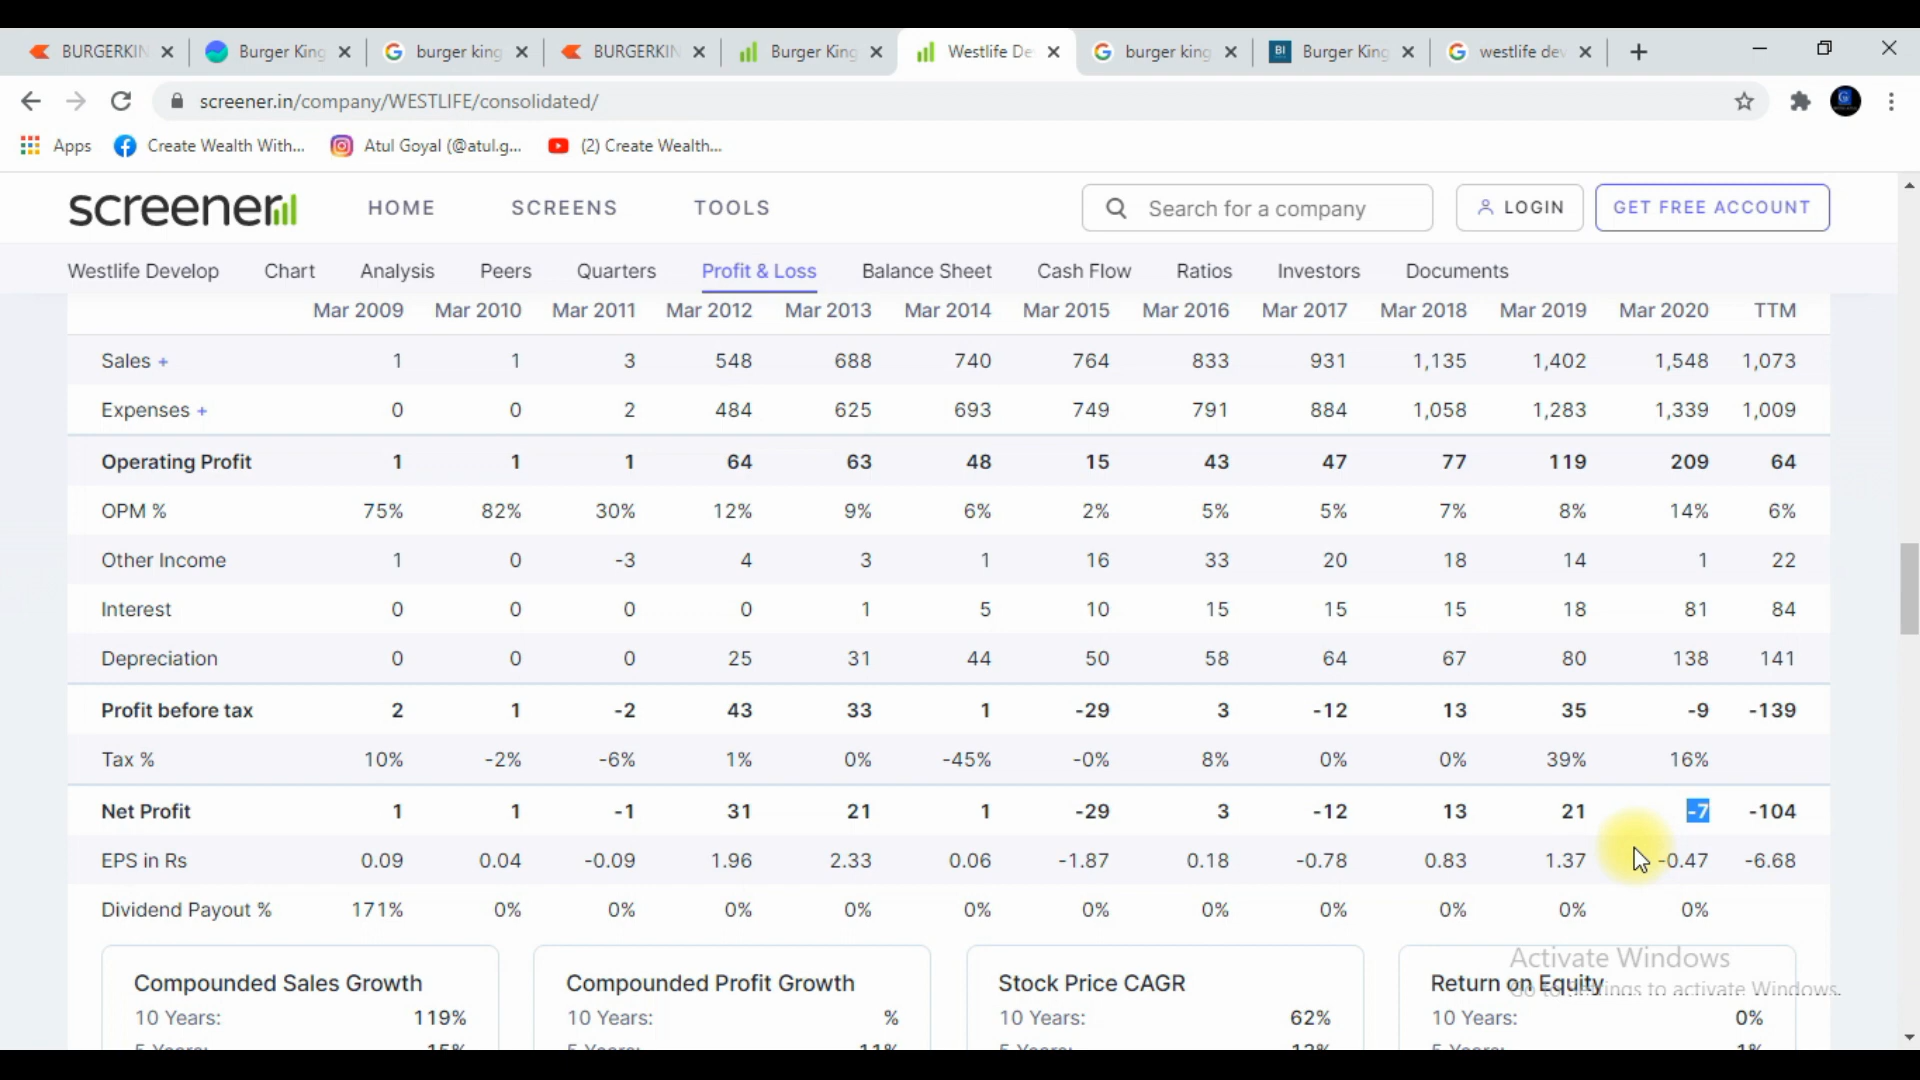 BURGERKIN Burger King burger king BURGERKIN Burger King Westlife De burger king BI Burger King westlife dev
screener.in/company/WESTLIFE/consolidated/
Apps Create Wealth With... Atul Goyal (@atul.g... (2) Create Wealth...
screener HOME SCREENS TOOLS Search for a company LOGIN GET FREE ACCOUNT
Westlife Develop Chart Analysis Peers Quarters Profit & Loss Balance Sheet Cash Flow Ratios Investors Documents
Mar 2009 Mar 2010 Mar 2011 Mar 2012 Mar 2013 Mar 2014 Mar 2015 Mar 2016 Mar 2017 Mar 2018 Mar 2019 Mar 2020 TTM
Sales + 1 1 3 548 688 740 764 833 931 1,135 1,402 1,548 1,073
Expenses + 0 0 2 484 625 693 749 791 884 1,058 1,283 1,339 1,009
Operating Profit 1 1 1 64 63 48 15 43 47 77 119 209 64
OPM % 75% 82% 30% 12% 9% 6% 2% 5% 5% 7% 8% 14% 6%
Other Income 1 0 -3 4 3 1 16 33 20 18 14 1 22
Interest 0 0 0 0 1 5 10 15 15 15 18 81 84
Depreciation 0 0 0 25 31 44 50 58 64 67 80 138 141
Profit before tax 2 1 -2 43 33 1 -29 3 -12 13 35 -9 -139
Tax % 10% -2% -6% 1% 0% -45% -0% 8% 0% 0% 39% 16%
Net Profit 1 1 -1 31 21 1 -29 3 -12 13 21 -7 -104
EPS in Rs 0.09 0.04 -0.09 1.96 2.33 0.06 -1.87 0.18 -0.78 0.83 1.37 -0.47 -6.68
Dividend Payout % 171% 0% 0% 0% 0% 0% 0% 0% 0% 0% 0% 0%
Activate Windows
Go to Settings to activate Windows.
Compounded Sales Growth Compounded Profit Growth Stock Price CAGR Return on Equity
10 Years: 119% 10 Years: % 10 Years: 62% 10 Years: 0%